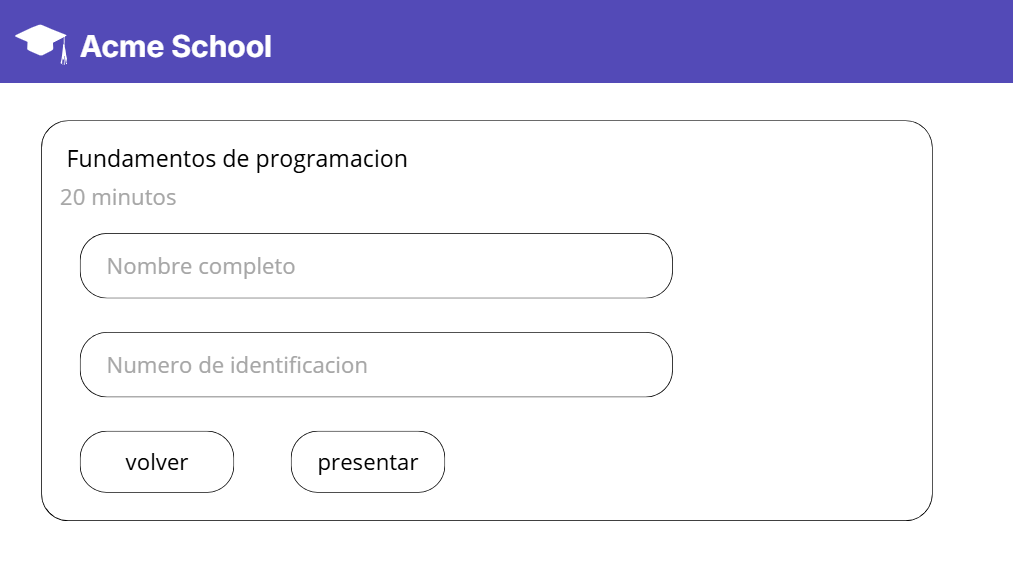 Acme School
Fundamentos de programacion
20 minutos
Nombre completo
Numero de identificacion
volver
presentar